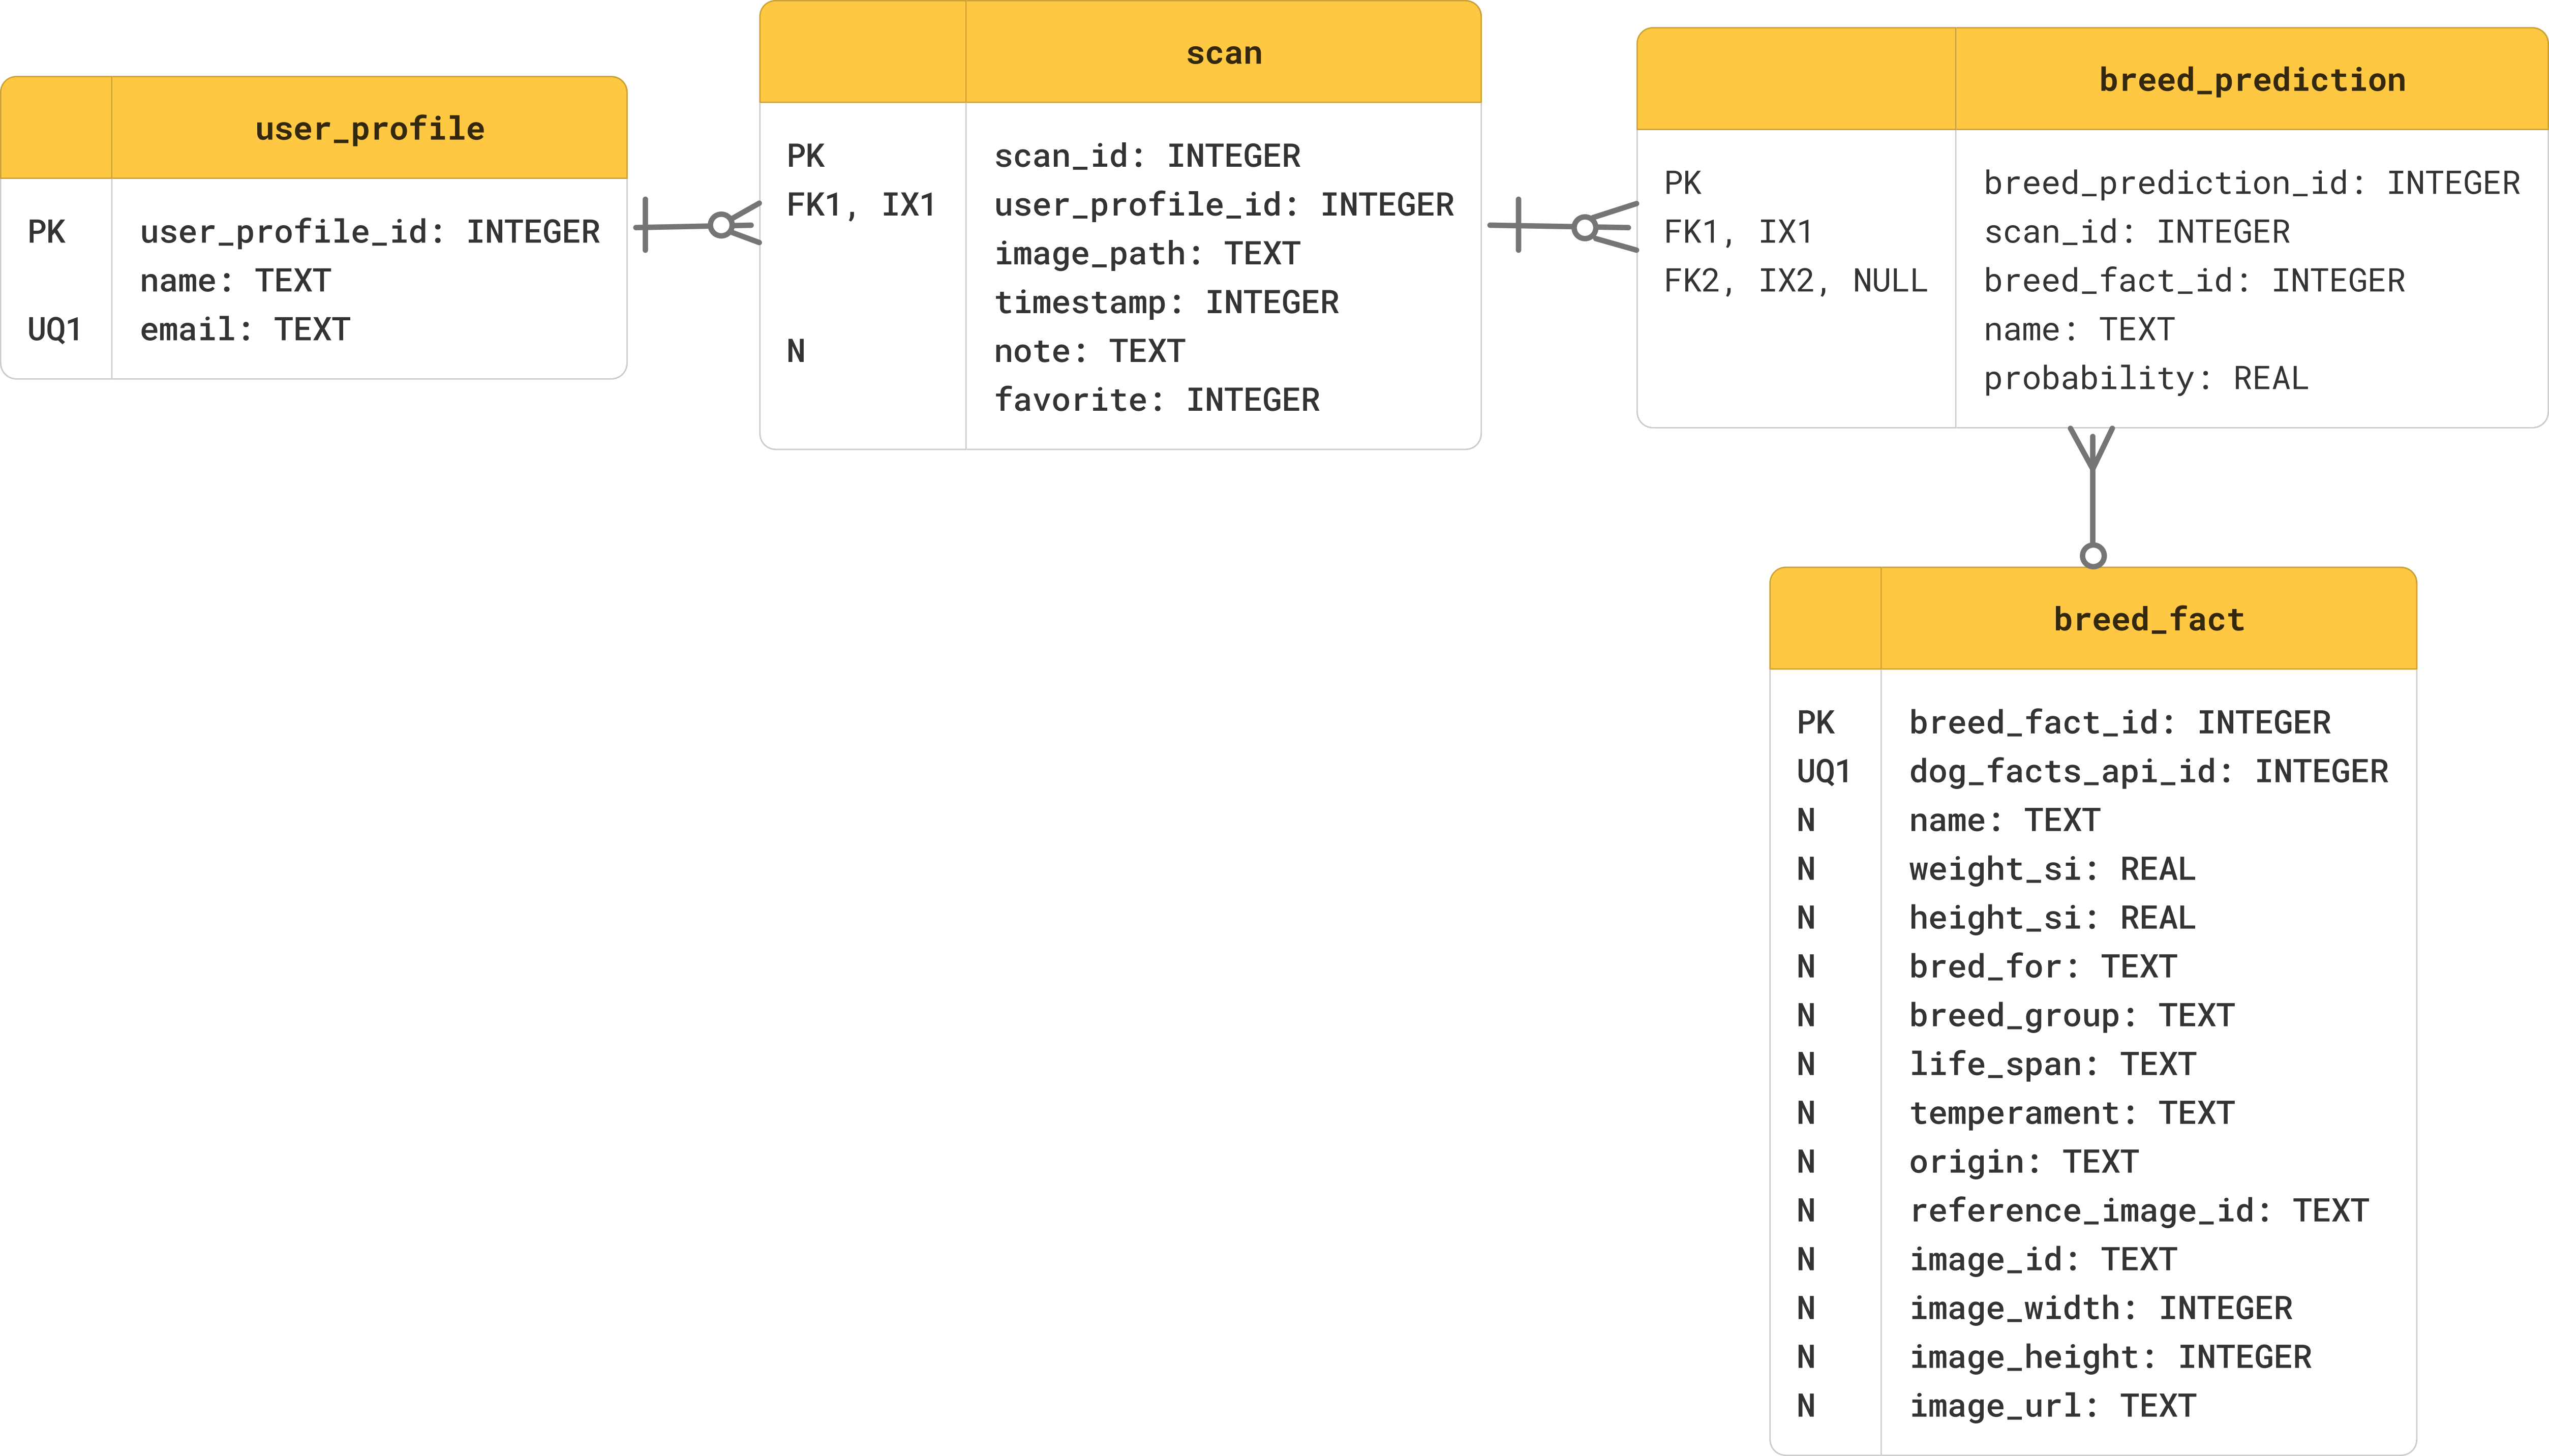 user_profile
PK user_profile_id: INTEGER
name: TEXT
UQ1 email: TEXT
scan
PK scan_id: INTEGER
FK1, IX1 user_profile_id: INTEGER
image_path: TEXT
timestamp: INTEGER
N note: TEXT
favorite: INTEGER
breed_prediction
PK breed_prediction_id: INTEGER
FK1, IX1 scan_id: INTEGER
FK2, IX2, NULL breed_fact_id: INTEGER
name: TEXT
probability: REAL
breed_fact
PK breed_fact_id: INTEGER
UQ1 dog_facts_api_id: INTEGER
N name: TEXT
N weight_si: REAL
N height_si: REAL
N bred_for: TEXT
N breed_group: TEXT
N life_span: TEXT
N temperament: TEXT
N origin: TEXT
N reference_image_id: TEXT
N image_id: TEXT
N image_width: INTEGER
N image_height: INTEGER
N image_url: TEXT